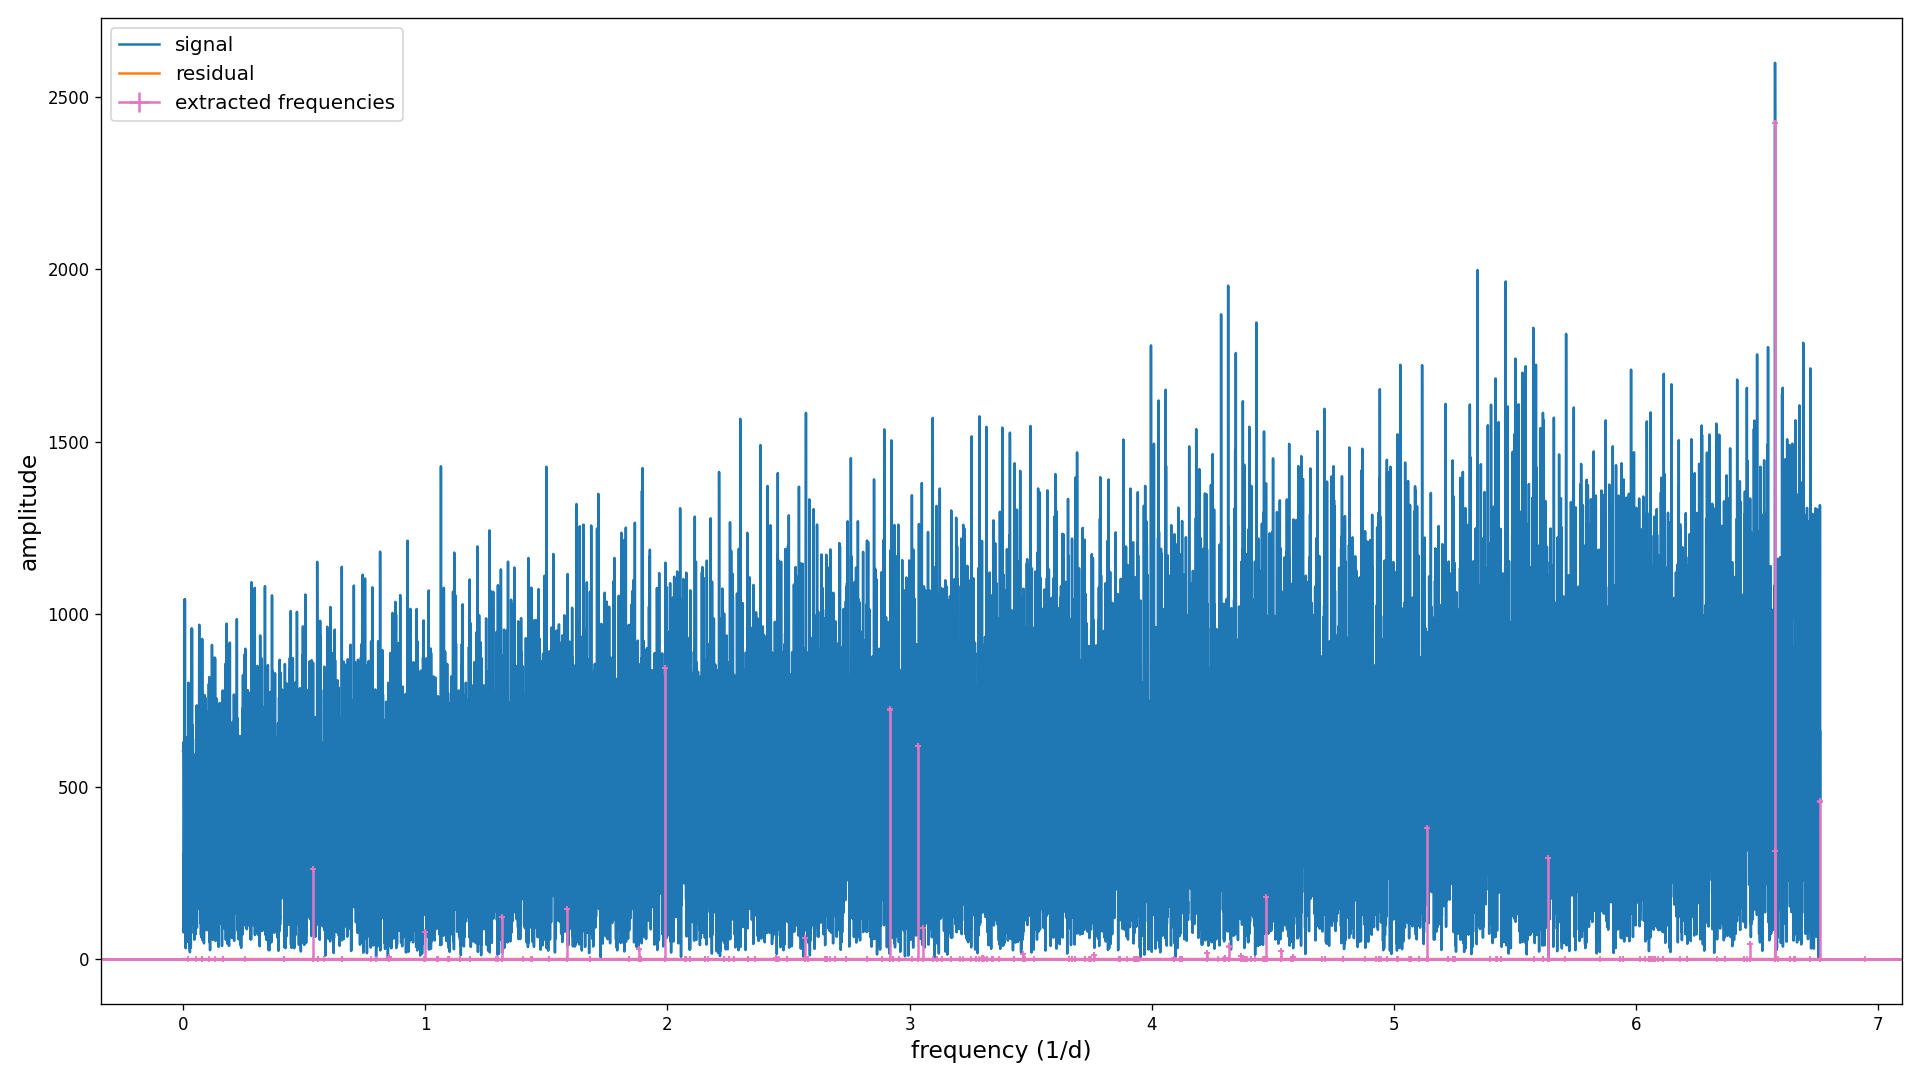 signal
residual
extracted frequencies
2500
2000
1500
1000
500
0
amplitude
0 1 2 3 4 5 6 7
frequency (1/d)